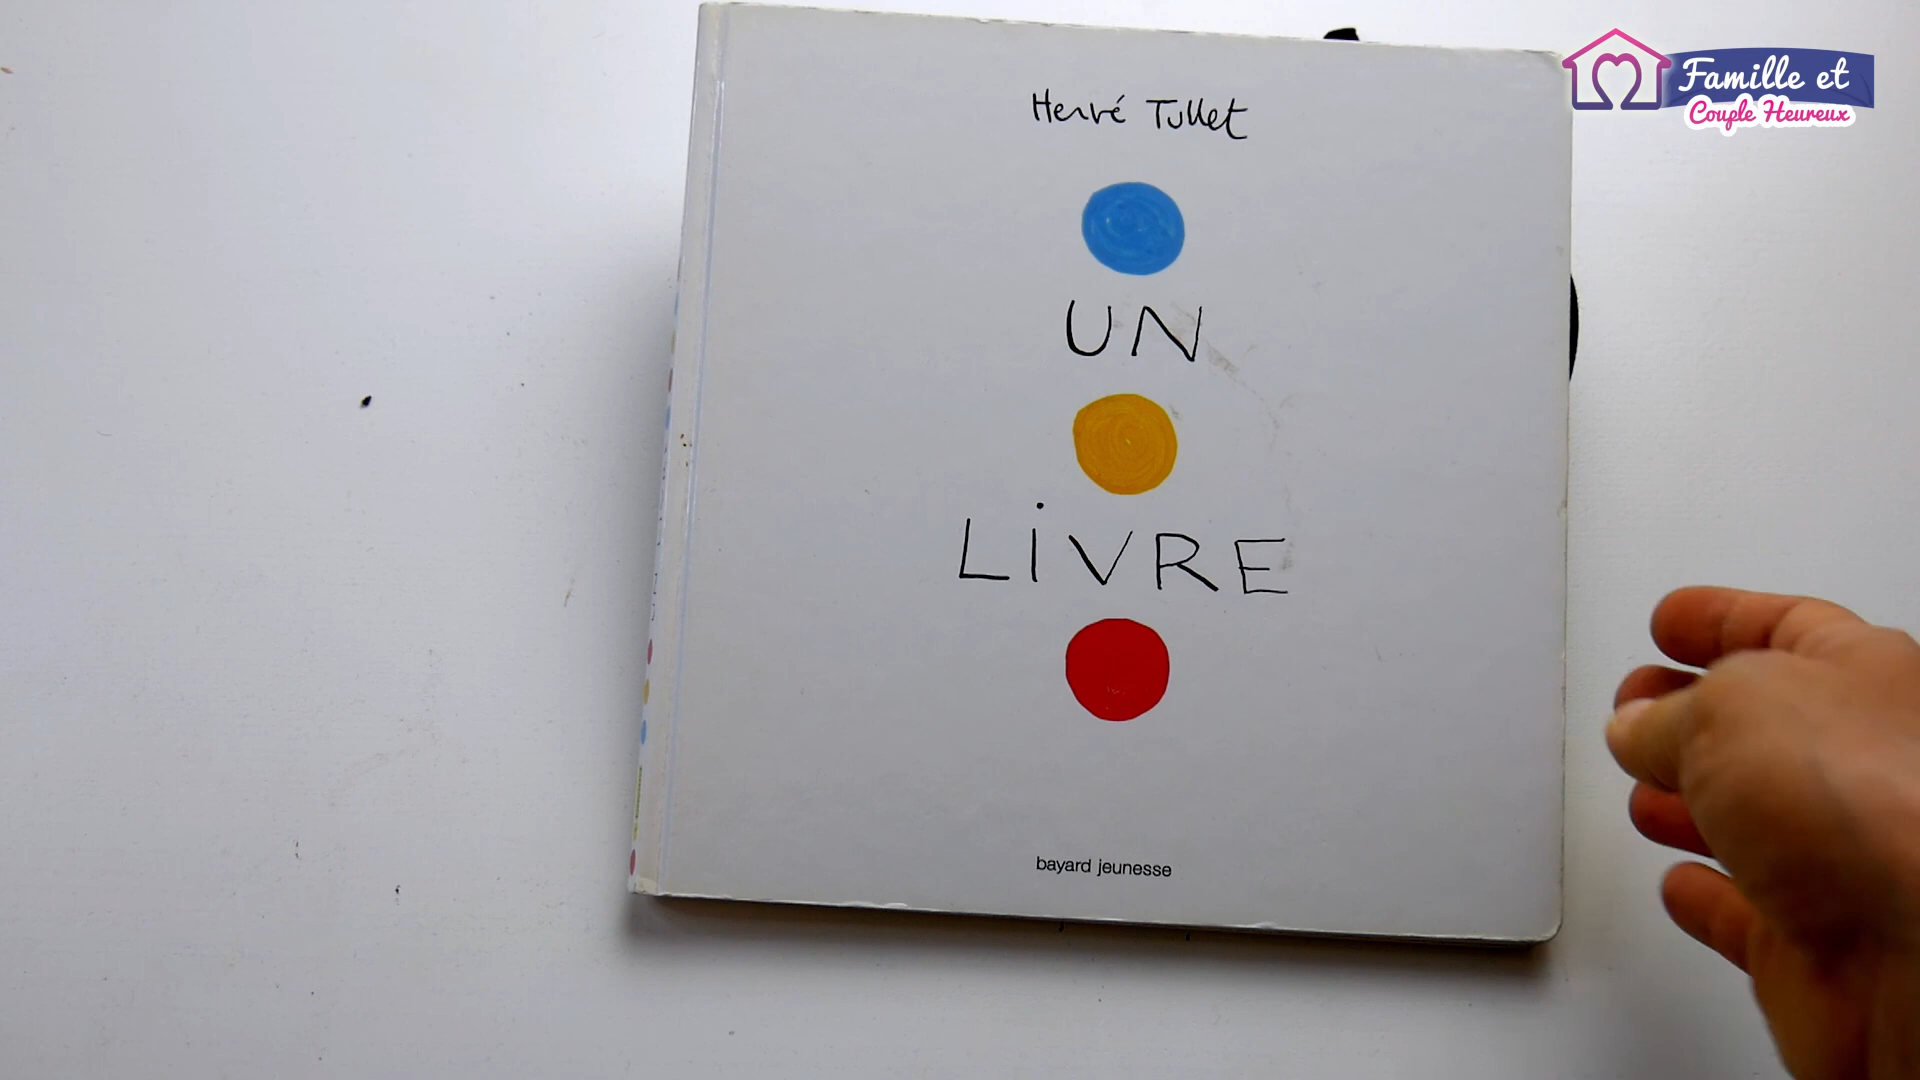 Hervé Tullet
UN
LiVRE
bayard jeunesse
Famille et
Couple Heureux